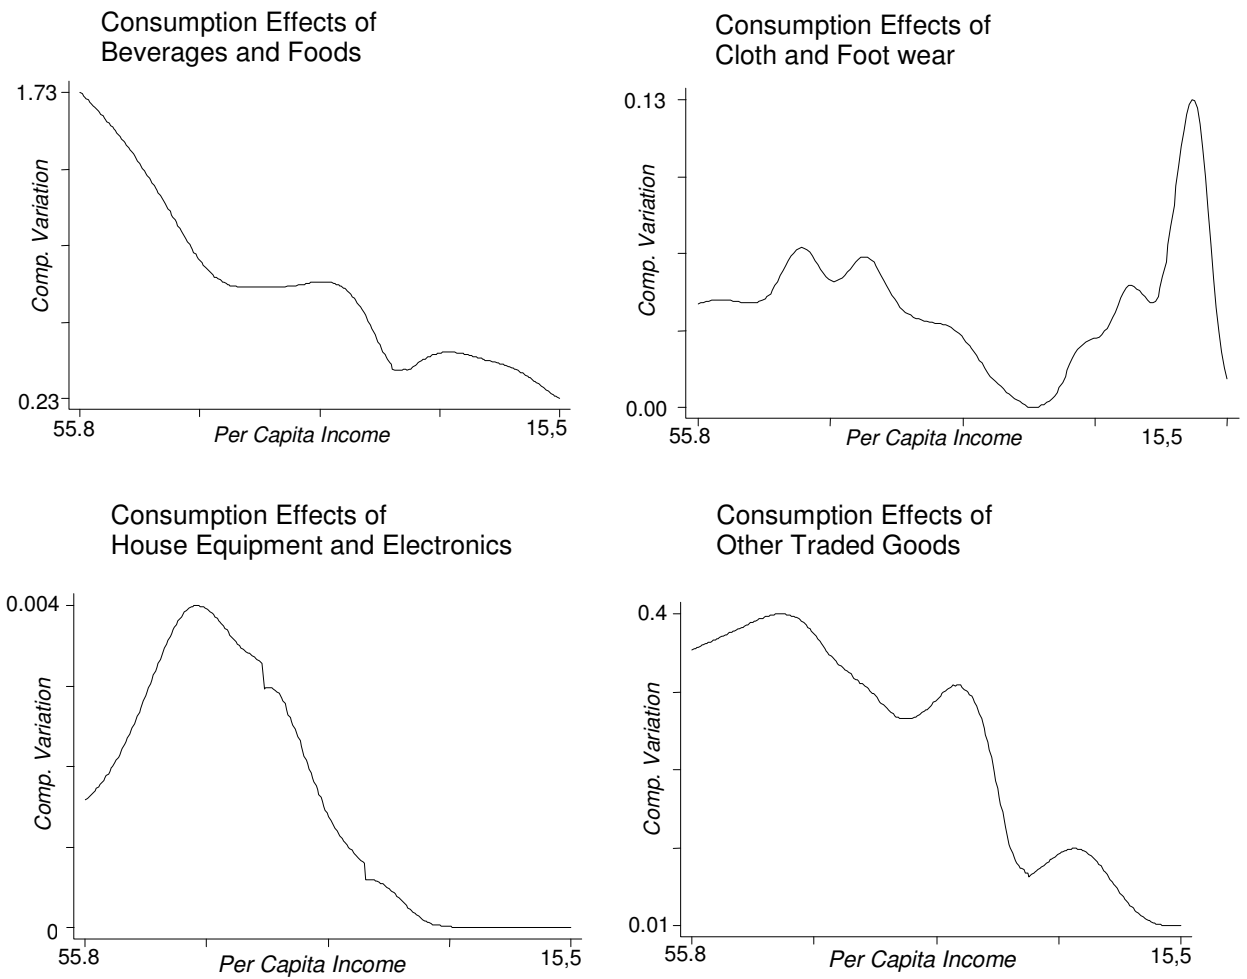 Consumption Effects of
Beverages and Foods
1.73
Comp. Variation
0.23
55.8
Per Capita Income
15,5
Consumption Effects of
Cloth and Foot wear
0.13
Comp. Variation
0.00
55.8
Per Capita Income
15,5
Consumption Effects of
House Equipment and Electronics
0.004
Comp. Variation
0
55.8
Per Capita Income
15,5
Consumption Effects of
Other Traded Goods
0.4
Comp. Variation
0.01
55.8
Per Capita Income
15,5